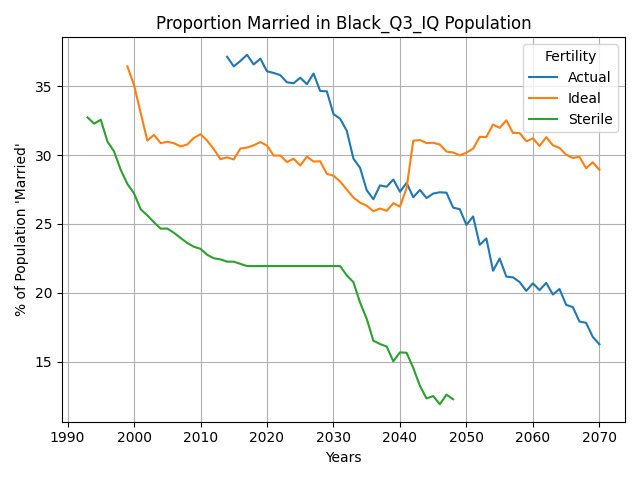 Proportion Married in Black_Q3_IQ Population
% of Population 'Married'
35
30
25
20
15
Fertility
Actual
Ideal
Sterile
1990 2000 2010 2020 2030 2040 2050 2060 2070
Years